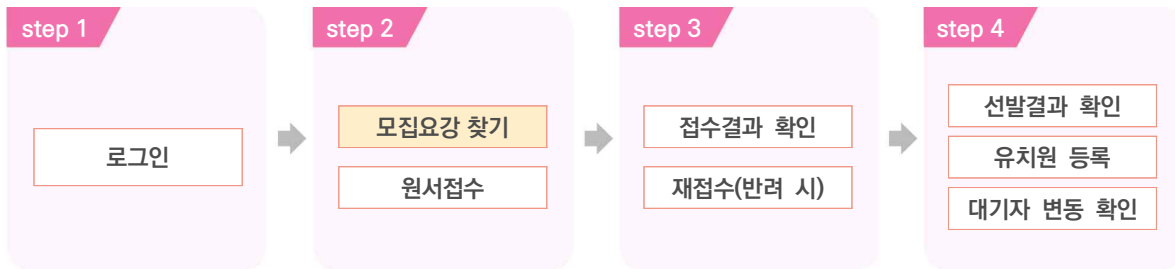 step 1
로그인
step 2
모집요강 찾기
원서접수
step 3
접수결과 확인
재접수(반려 시)
step 4
선발결과 확인
유치원 등록
대기자 변동 확인